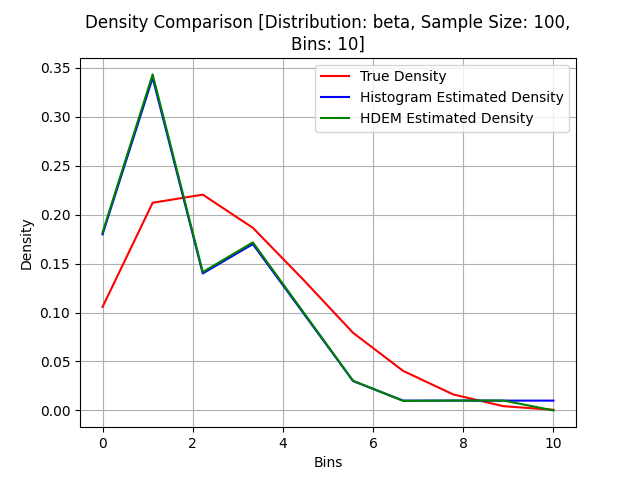 Density Comparison [Distribution: beta, Sample Size: 100,
Bins: 10]
True Density
Histogram Estimated Density
HDEM Estimated Density
Density
0.35
0.30
0.25
0.20
0.15
0.10
0.05
0.00
0 2 4 6 8 10
Bins